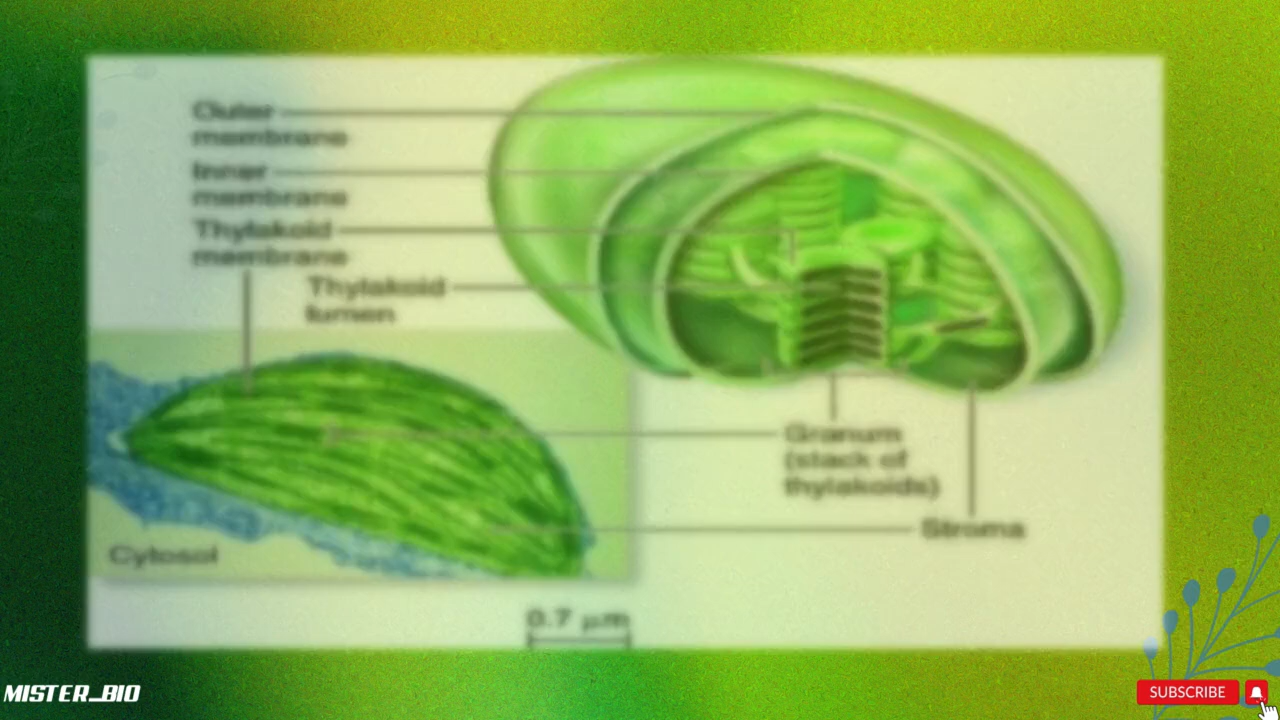 Outer
membrane
Inner
membrane
Thylakoid
membrane
Thylakoid
lumen
Granum
(stack of
thylakoids)
Stroma
Cytosol
0.7 µm
MISTER_BIO
SUBSCRIBE